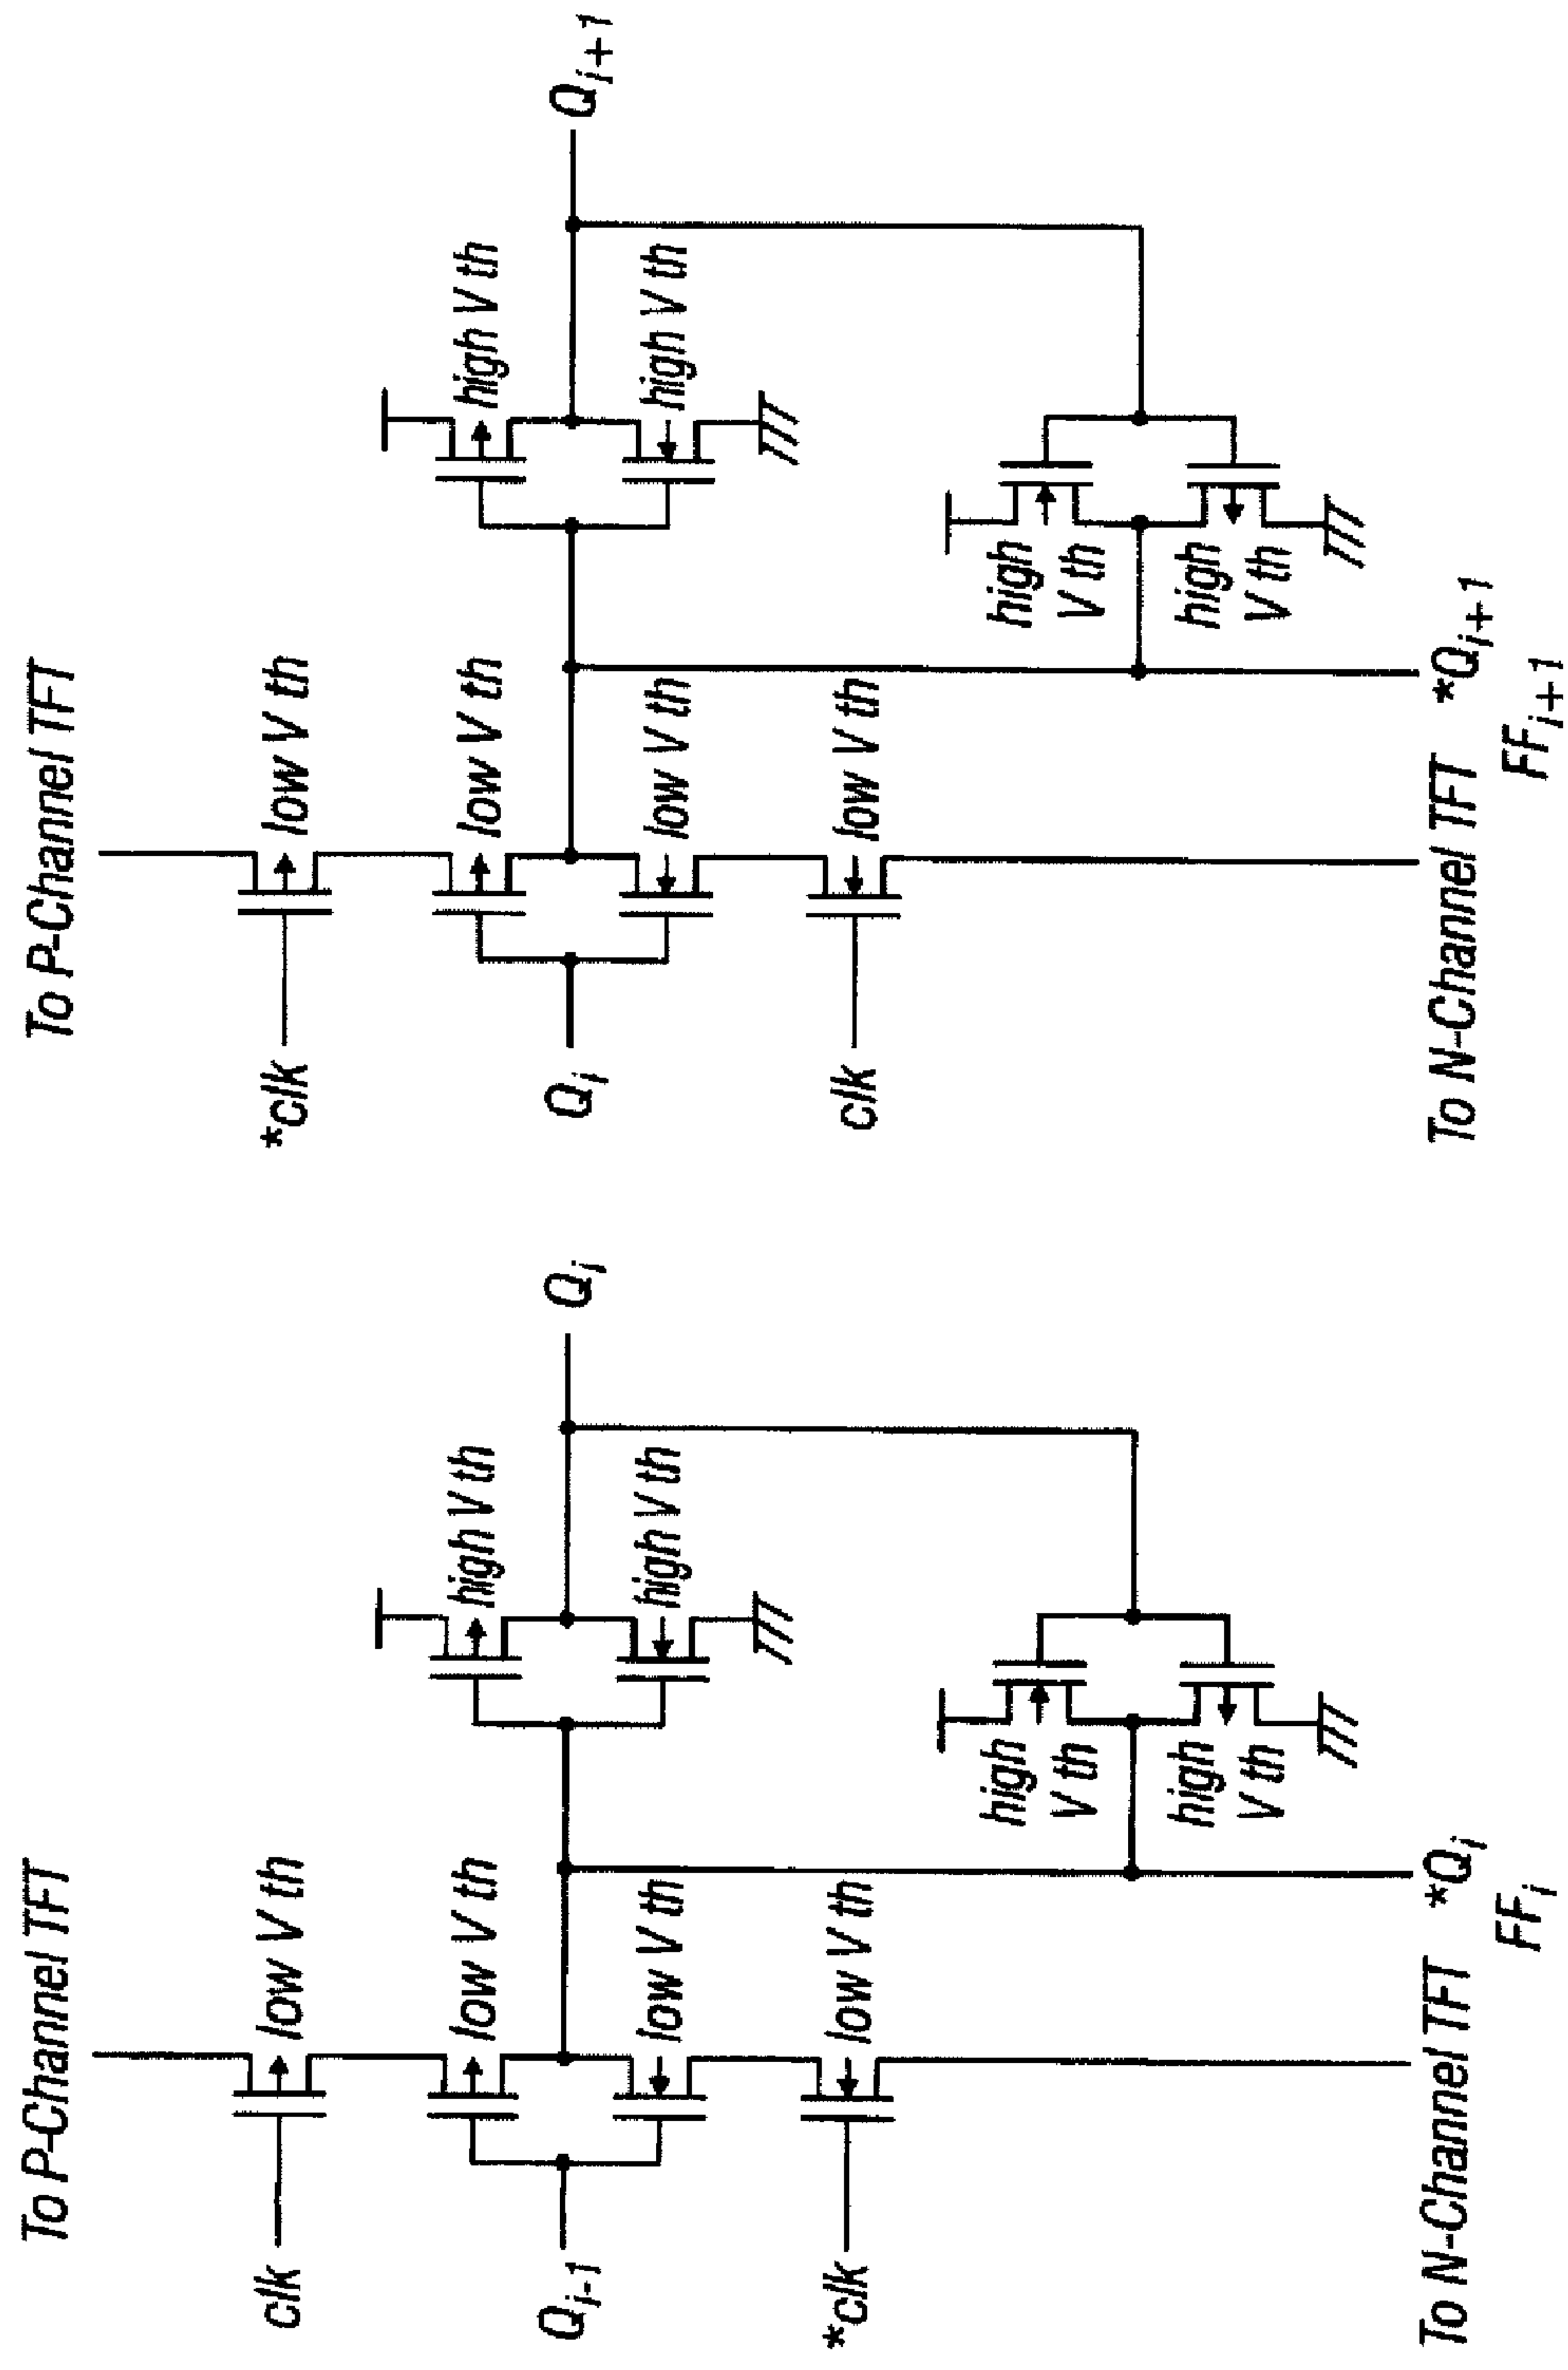 To P-Channel TFT
clk
low V th
low V th
Q_{i-1}
low V th
*clk
low V th
high V th
high V th
Q_i
high
V th
high
V th
To N-Channel TFT
*Q_i
FF_i
To P-Channel TFT
*clk
low V th
low V th
Q_i
low V th
clk
low V th
high V th
high V th
Q_{i+1}
high
V th
high
V th
To N-Channel TFT
*Q_{i+1}
FF_{i+1}